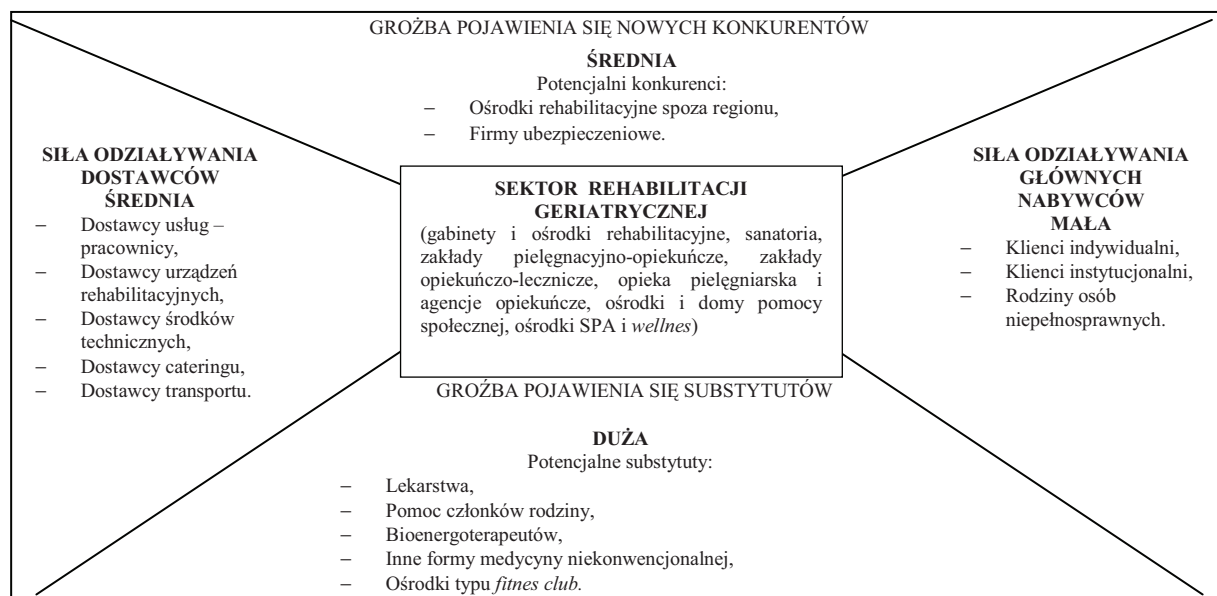 GROŹBA POJAWIENIA SIĘ NOWYCH KONKURENTÓW
ŚREDNIA
Potencjalni konkurenci:
– Ośrodki rehabilitacyjne spoza regionu,
– Firmy ubezpieczeniowe.
SIŁA ODZIAŁYWANIA
DOSTAWCÓW
ŚREDNIA
– Dostawcy usług –
pracownicy,
– Dostawcy urządzeń
rehabilitacyjnych,
– Dostawcy środków
technicznych,
– Dostawcy cateringu,
– Dostawcy transportu.
SEKTOR REHABILITACJI
GERIATRYCZNEJ
(gabinety i ośrodki rehabilitacyjne, sanatoria,
zakłady pielęgnacyjno-opiekuńcze, zakłady
opiekuńczo-lecznicze, opieka pielęgniarska i
agencje opiekuńcze, ośrodki i domy pomocy
społecznej, ośrodki SPA i wellnes)
SIŁA ODZIAŁYWANIA
GŁÓWNYCH
NABYWCÓW
MAŁA
– Klienci indywidualni,
– Klienci instytucjonalni,
– Rodziny osób
niepełnosprawnych.
GROŹBA POJAWIENIA SIĘ SUBSTYTUTÓW
DUŻA
Potencjalne substytuty:
– Lekarstwa,
– Pomoc członków rodziny,
– Bioenergoterapeutów,
– Inne formy medycyny niekonwencjonalnej,
– Ośrodki typu fitnes club.